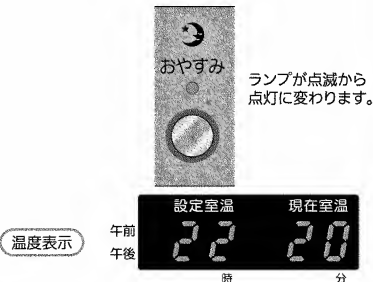 おやすみ
ランプが点滅から
点灯に変わります。
設定室温 現在室温
温度表示
午前
午後
22 20
時 分